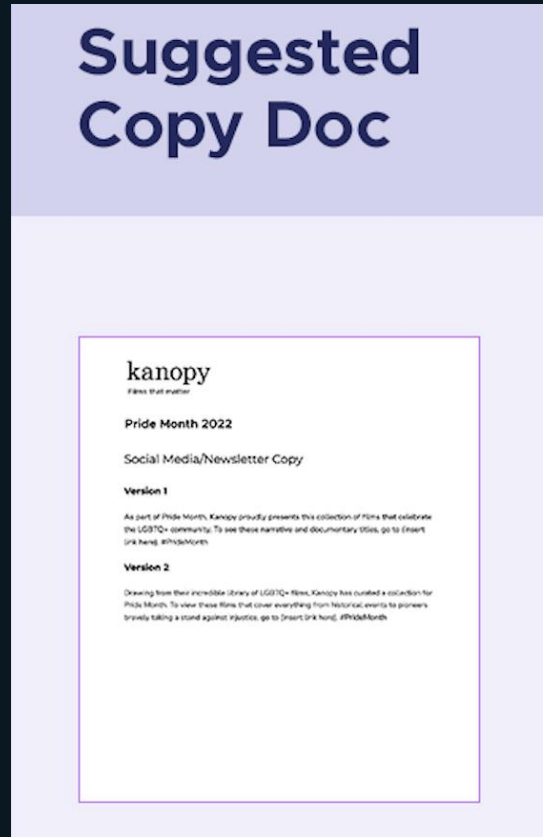 Suggested
Copy Doc
kanopy
Films that matter
Pride Month 2022
Social Media/Newsletter Copy
Version 1
As part of Pride Month, Kanopy proudly presents this collection of films that celebrate
the LGBTQ+ community. To see these narrative and documentary titles, go to (insert
link here). #PrideMonth
Version 2
Drawing from their incredible library of LGBTQ+ films, Kanopy has curated a collection for
Pride Month. To view these films that cover everything from historical events to pioneers
bravely taking a stand against injustice, go to (insert link here). #PrideMonth